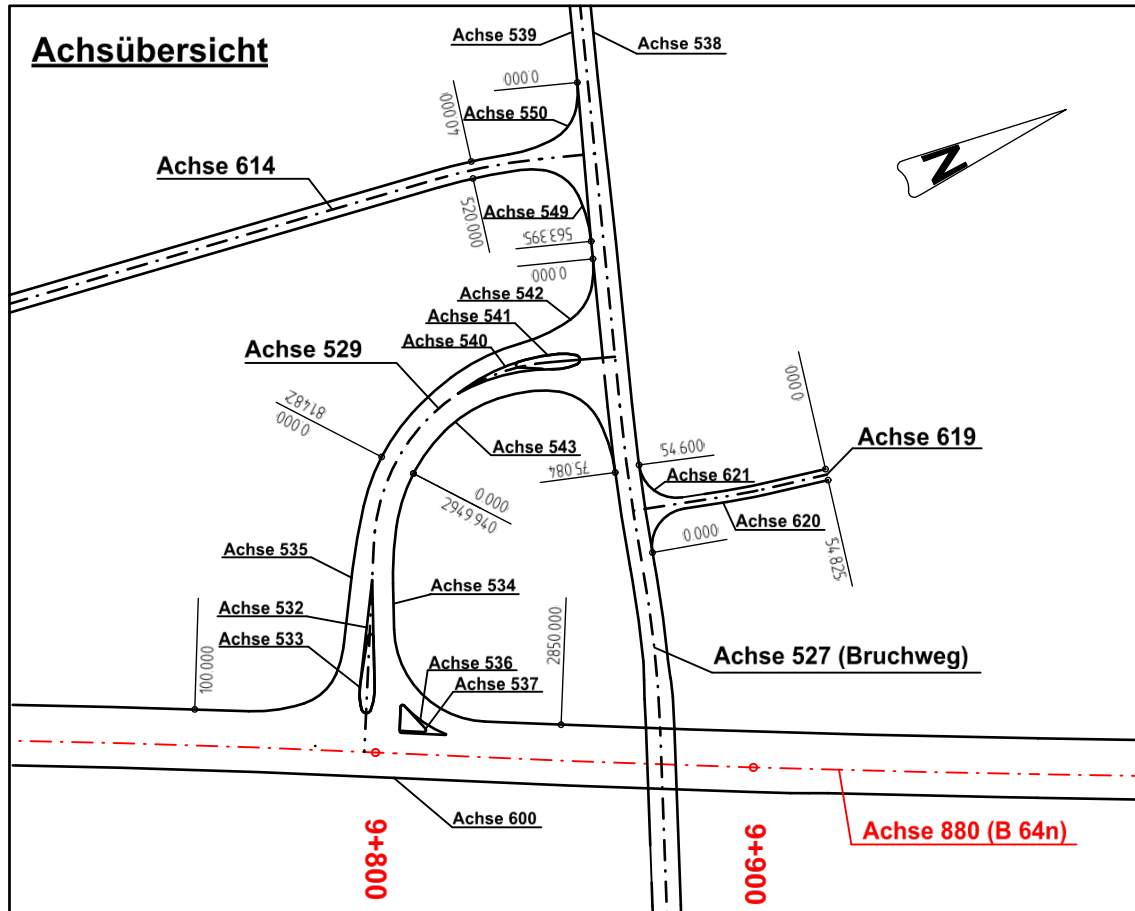 Achsübersicht
Achse 539
Achse 538
0.000
Achse 550
40.000
Achse 614
N
520.000
Achse 549
563.395
0.000
Achse 542
Achse 541
Achse 540
Achse 529
81.482
0.000
Achse 543
75.084
0.000
2949.940
0.000
Achse 619
54.609
Achse 621
Achse 620
0.000
54.825
Achse 535
Achse 534
Achse 532
Achse 533
100.000
2850.000
Achse 536
Achse 537
Achse 527 (Bruchweg)
Achse 600
Achse 880 (B 64n)
9+800
9+900